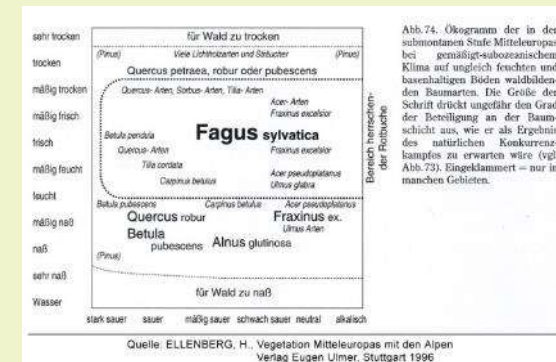 sehr trocken
trocken
mäßig trocken
mäßig frisch
frisch
mäßig feucht
feucht
mäßig naß
naß
sehr naß
Wasser
für Wald zu trocken
(Pinus) Viele Lichtholzarten und Sträucher (Pinus)
Quercus petraea, robur oder pubescens
Quercus- Arten, Sorbus- Arten, Tilia- Arten
Acer- Arten
Fraxinus excelsior
Betula pendula
Fagus sylvatica
Quercus- Arten
Fraxinus excelsior
Tilia cordata
Acer pseudoplatanus
Carpinus betulus
Ulmus glabra
Betula pubescens Carpinus betulus Acer pseudoplatanus
Quercus robur
Fraxinus ex.
Ulmus Arten
Betula
pubescens
Alnus glutinosa
(Pinus)
für Wald zu naß
Bereich herrschen-
der Rotbuche
stark sauer sauer mäßig sauer schwach sauer neutral alkalisch
Abb. 74. Ökogramm der in der
submontanen Stufe Mitteleuropas
bei gemäßigt-subozeanischem
Klima auf ungleich feuchten und
basenhaltigen Böden waldbilden-
den Baumarten. Die Größe der
Schrift drückt ungefähr den Grad
der Beteiligung an der Baum-
schicht aus, wie er als Ergebnis
des natürlichen Konkurrenz-
kampfes zu erwarten wäre (vgl.
Abb. 73). Eingeklammert = nur in
manchen Gebieten.
Quelle: ELLENBERG, H., Vegetation Mitteleuropas mit den Alpen
Verlag Eugen Ulmer, Stuttgart 1996